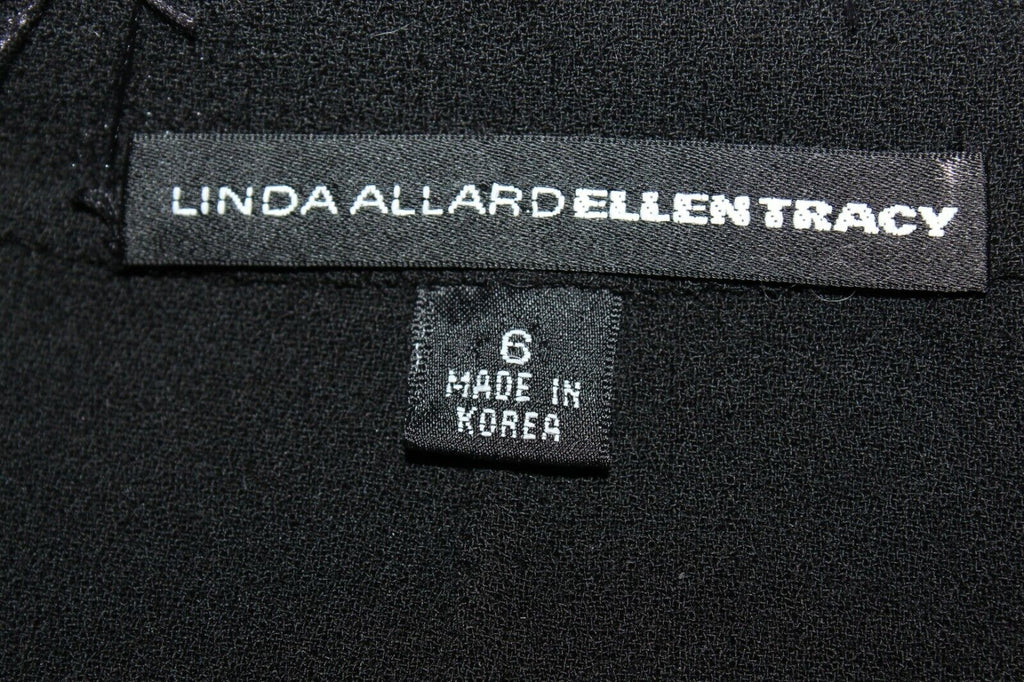 LINDA ALLARD ELLEN TRACY
6
MADE IN
KOREA